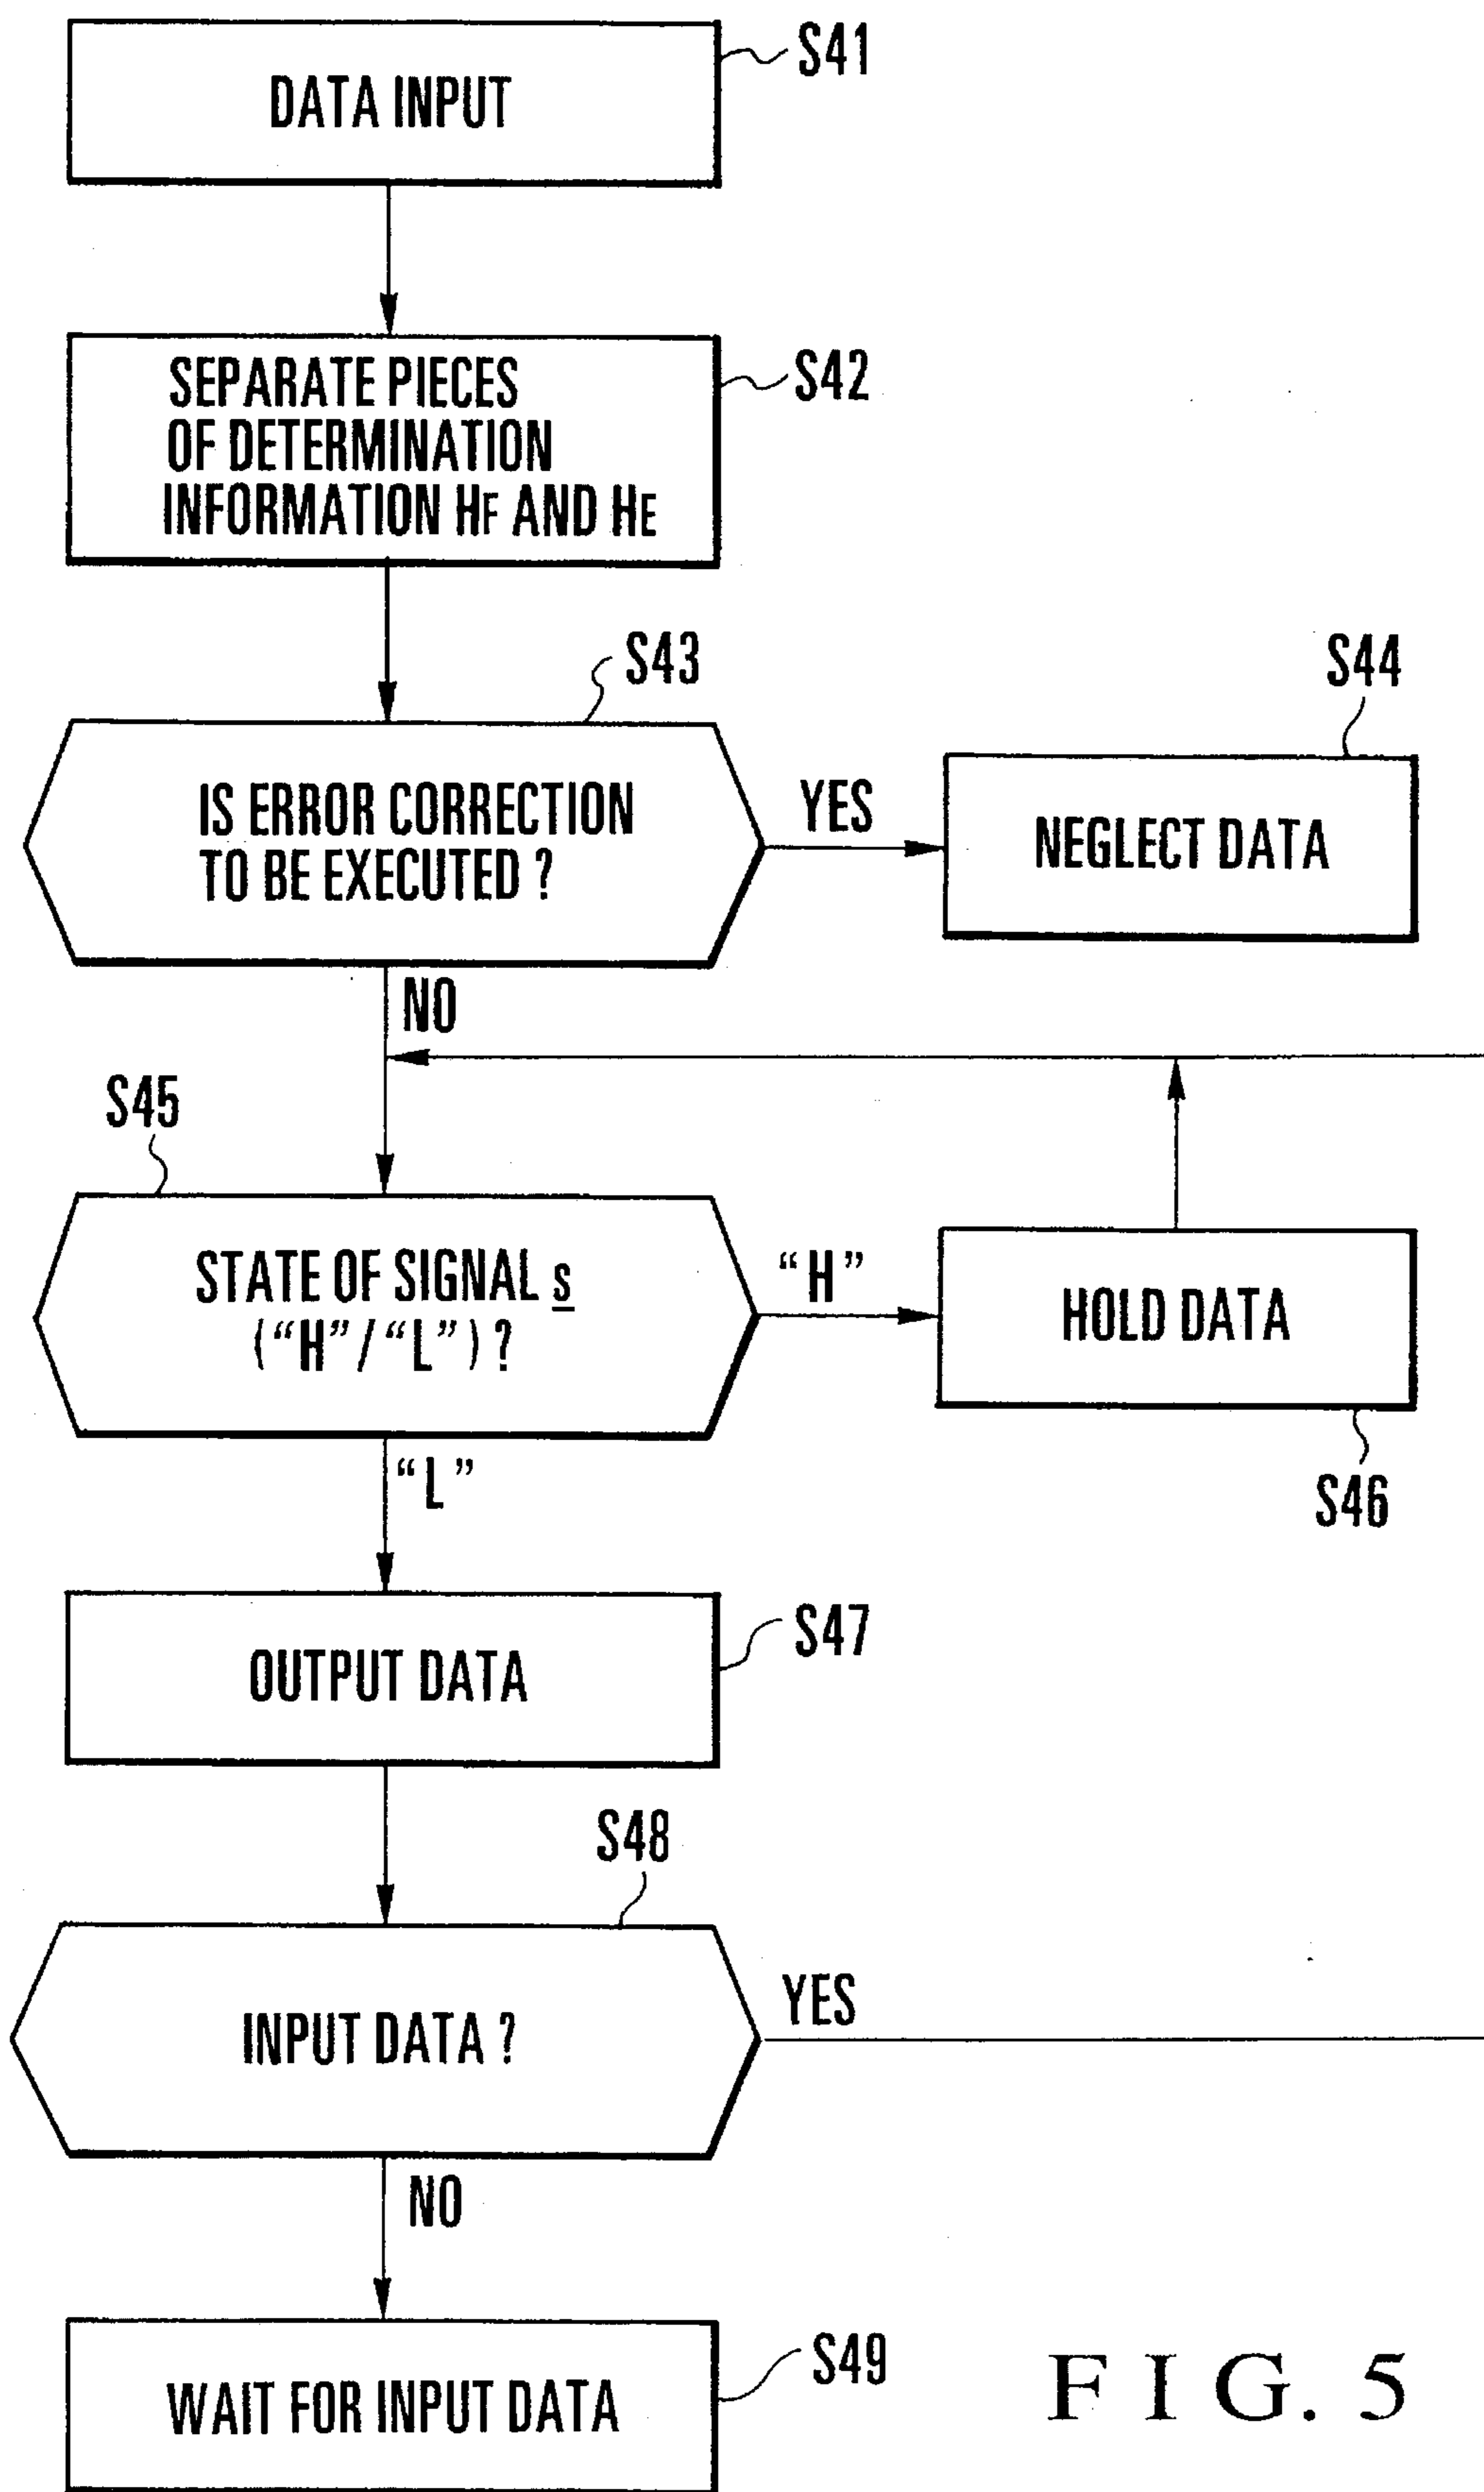 S41
DATA INPUT
SEPARATE PIECES
OF DETERMINATION
INFORMATION HF AND HE
S42
S43
IS ERROR CORRECTION
TO BE EXECUTED ?
YES
S44
NEGLECT DATA
NO
S45
STATE OF SIGNAL s
(“H” / “L”) ?
“H”
HOLD DATA
S46
“L”
OUTPUT DATA
S47
S48
INPUT DATA ?
YES
NO
WAIT FOR INPUT DATA
S49
FIG. 5